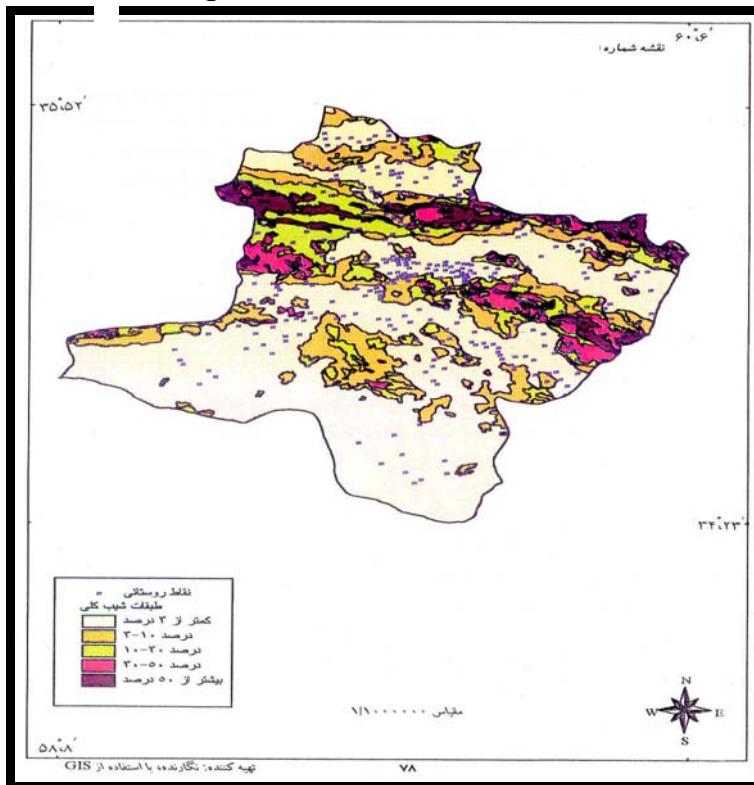 ۶۰°۶′
نقشه شماره۱
۳۵°۵۲′
۳۴°۲۳′
نقاط روستائی
طبقات شیب کلی
کمتر از ۳ درصد
۳-۱۰ درصد
۱۰-۳۰ درصد
۳۰-۵۰ درصد
بیشتر از ۵۰ درصد
مقیاس ۱/۱۰۰۰۰۰۰
N
W E
S
۵۸°۸′
تهیه کننده: نگارنده، با استفاده از GIS
۷۸